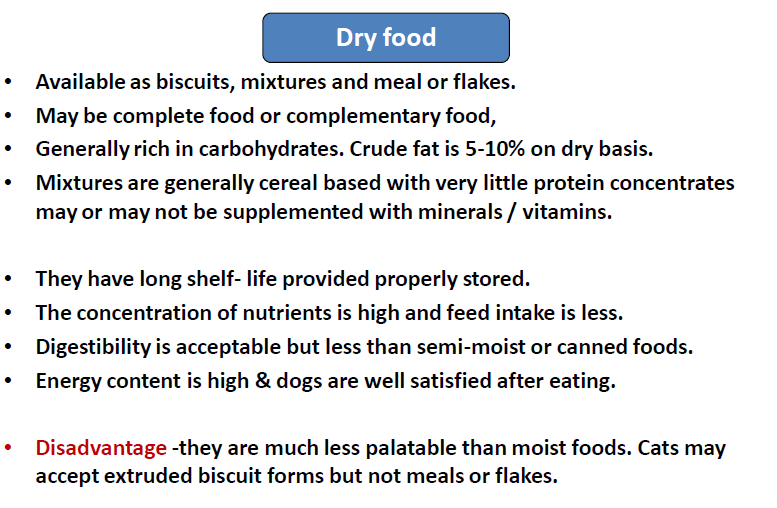 Dry food
• Available as biscuits, mixtures and meal or flakes.
• May be complete food or complementary food,
• Generally rich in carbohydrates. Crude fat is 5-10% on dry basis.
• Mixtures are generally cereal based with very little protein concentrates
may or may not be supplemented with minerals / vitamins.
• They have long shelf- life provided properly stored.
• The concentration of nutrients is high and feed intake is less.
• Digestibility is acceptable but less than semi-moist or canned foods.
• Energy content is high & dogs are well satisfied after eating.
• Disadvantage -they are much less palatable than moist foods. Cats may
accept extruded biscuit forms but not meals or flakes.